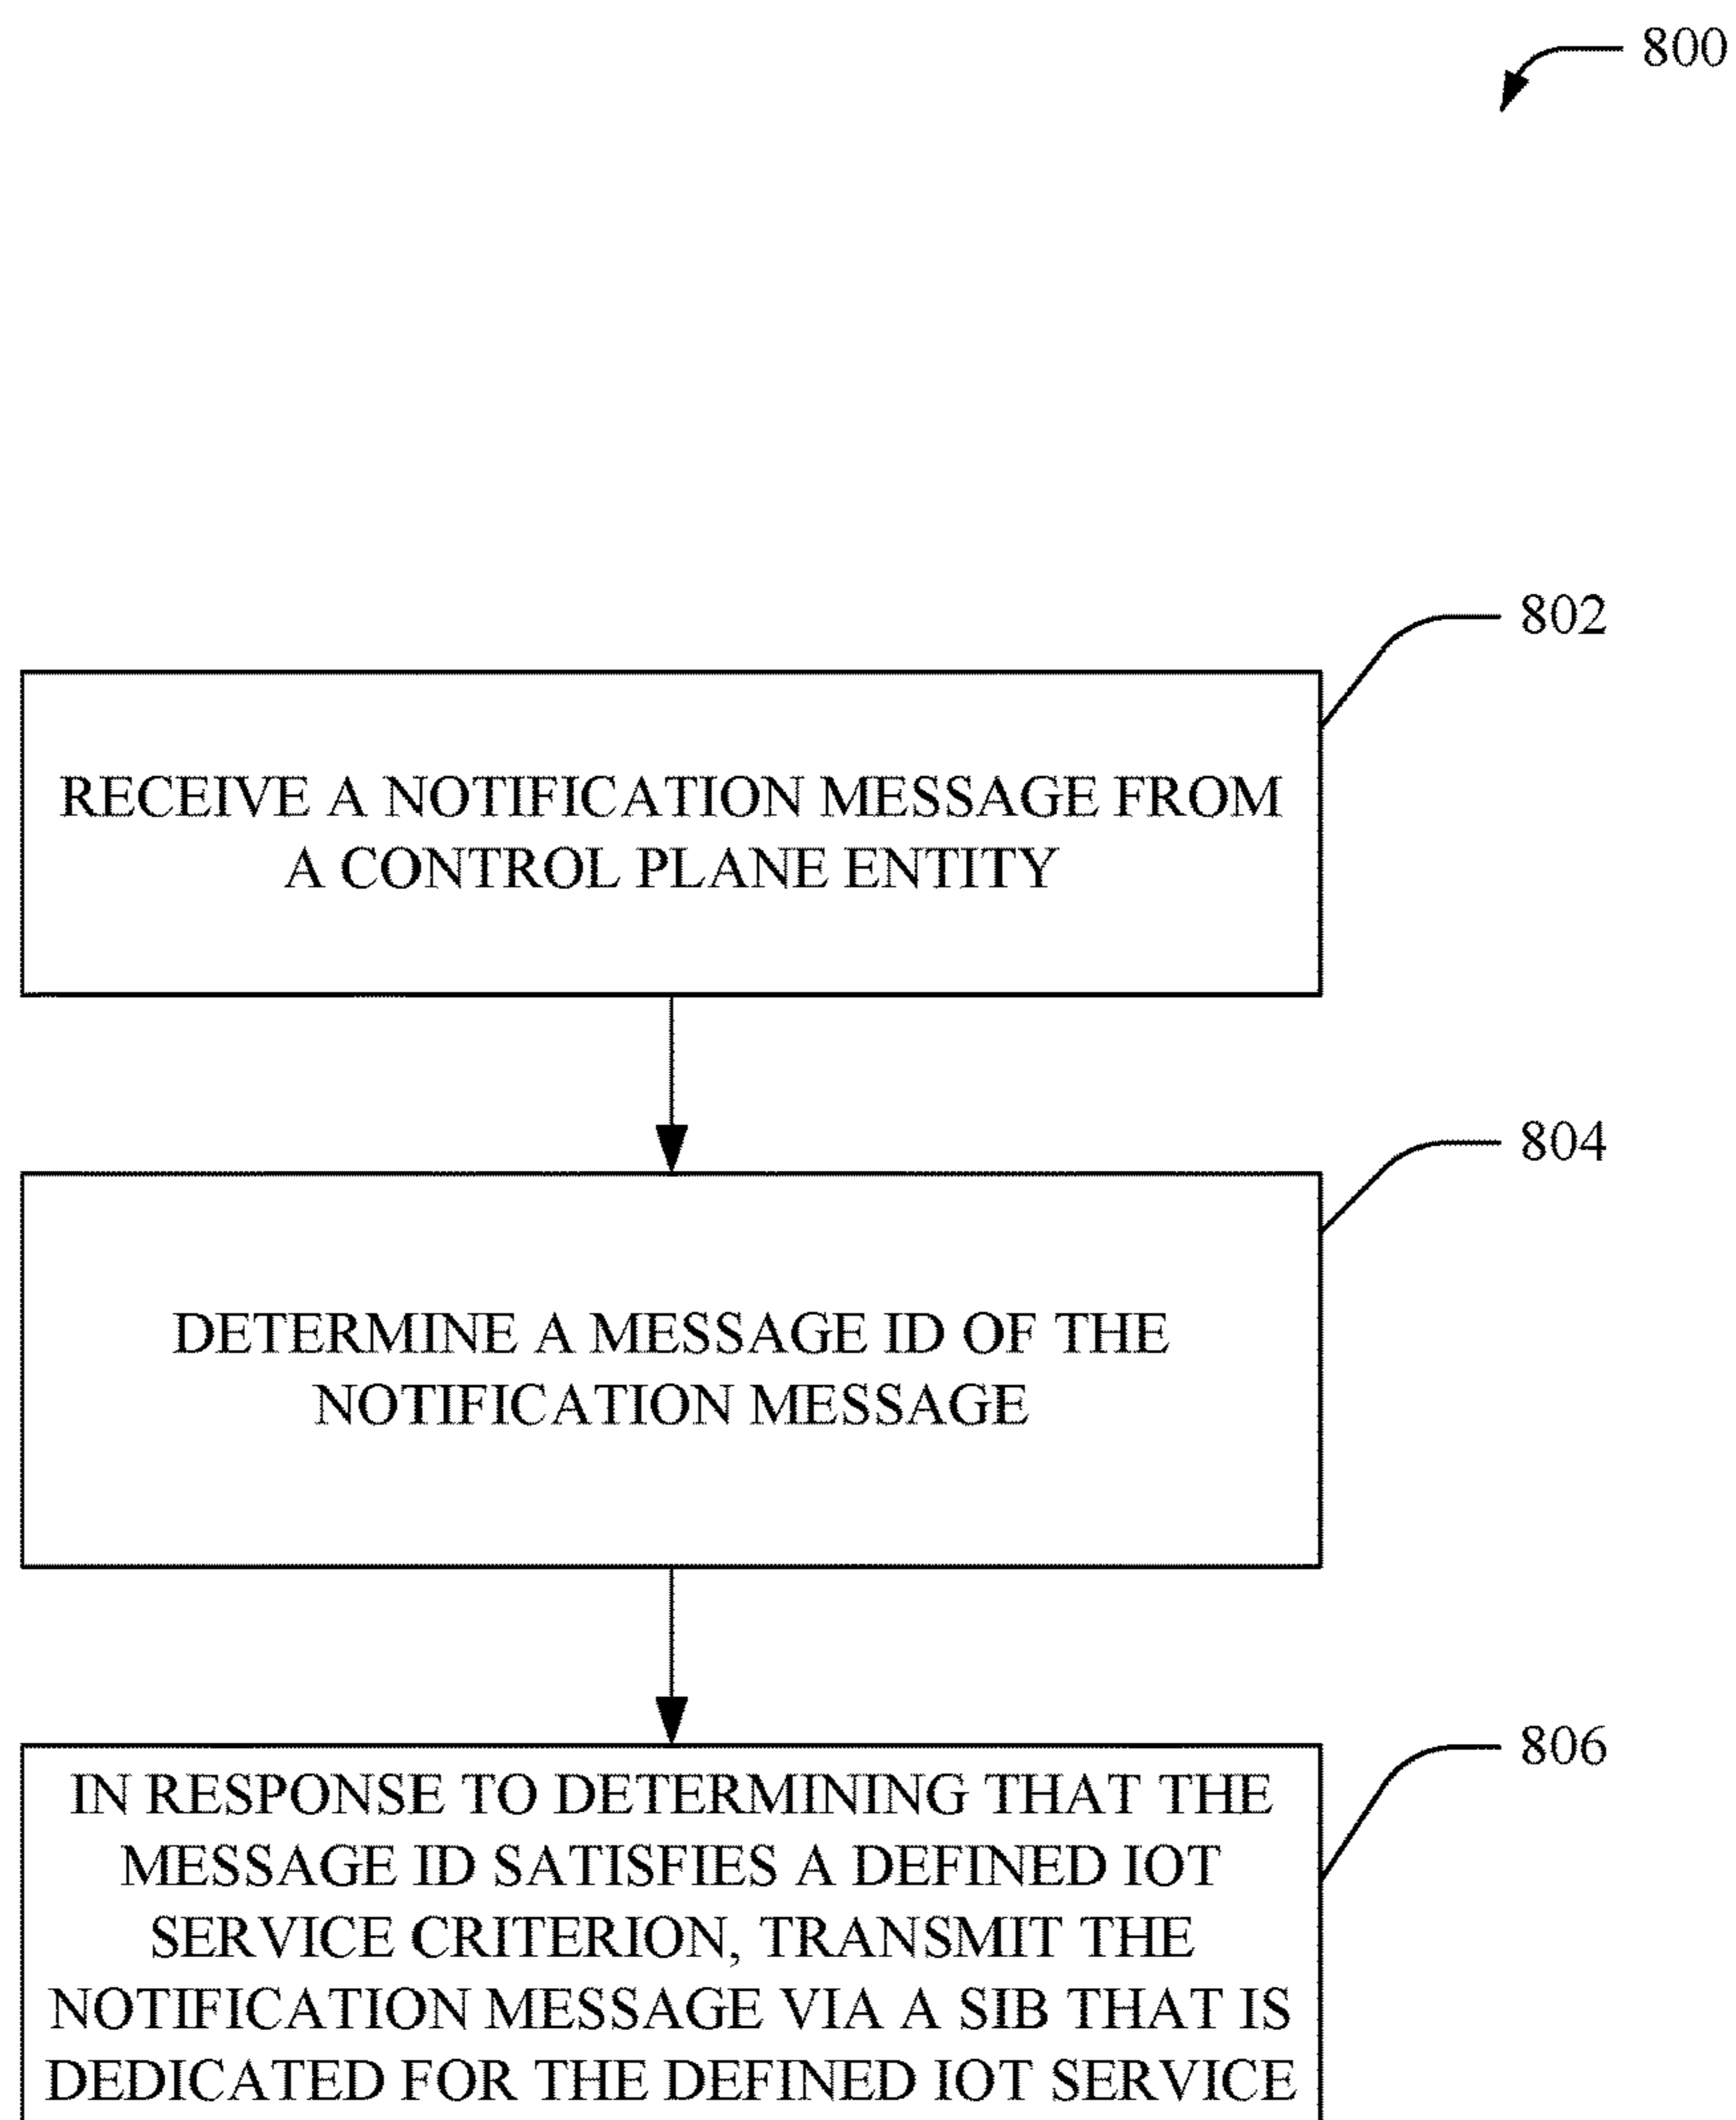 800
802
RECEIVE A NOTIFICATION MESSAGE FROM
A CONTROL PLANE ENTITY
804
DETERMINE A MESSAGE ID OF THE
NOTIFICATION MESSAGE
806
IN RESPONSE TO DETERMINING THAT THE
MESSAGE ID SATISFIES A DEFINED IOT
SERVICE CRITERION, TRANSMIT THE
NOTIFICATION MESSAGE VIA A SIB THAT IS
DEDICATED FOR THE DEFINED IOT SERVICE